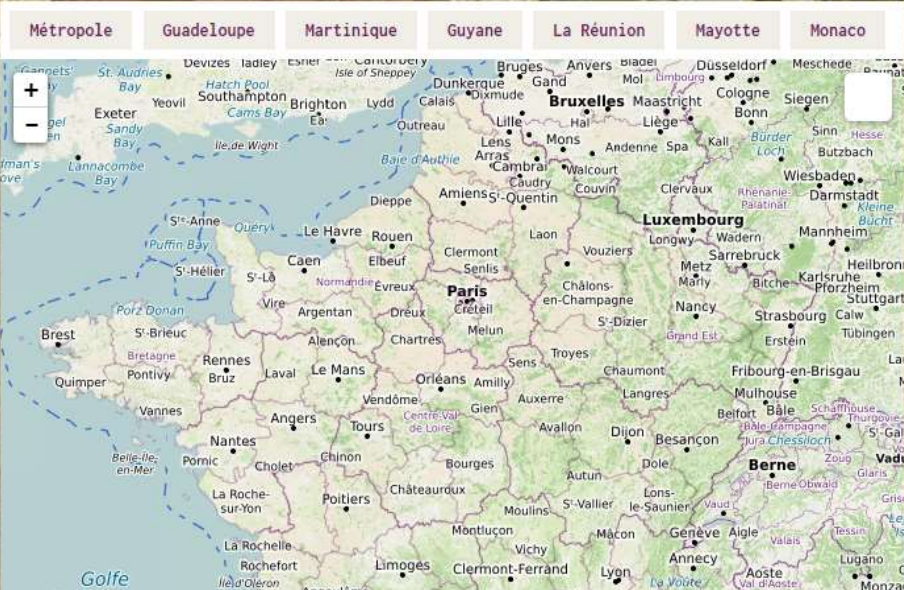 Métropole Guadeloupe Martinique Guyane La Réunion Mayotte Monaco
+
−
St. Audries Bay
Devizes
Isle of Sheppey
Bruges
Anvers
Düsseldorf
Meschede
Hatch Pool
Dunkerque
Gand
Mol
Limbourg
Exeter
Yeovil
Southampton
Cams Bay
Brighton
Lydd
Calais
Dixmude
Bruxelles
Maastricht
Cologne
Siegen
Bonn
Sandy Bay
Outreau
Lille
Hal
Liège
Sinn
Ile de Wight
Lens
Mons
Andenne
Spa
Kall
Bürder Loch
Butzbach
Lannacombe Bay
Baie d'Authie
Arras
Cambrai
Walcourt
Wiesbaden
Caudry
Couvin
Clervaux
Rhénanie-Palatinat
Darmstadt
Dieppe
Amiens
Sᵗ-Quentin
Kleine Bücht
Sᵗᵉ-Anne
Quéry
Luxembourg
Puffin Bay
Le Havre
Rouen
Laon
Longwy
Wadern
Mannheim
Caen
Elbeuf
Clermont
Vouziers
Sarrebruck
Sᵗ-Hélier
Sᵗ-Lô
Senlis
Metz
Karlsruhe
Normandie
Évreux
Paris
Châlons-en-Champagne
Marly
Bitche
Pforzheim
Porz Donan
Vire
Argentan
Dreux
Créteil
Nancy
Stuttgart
Calw
Brest
Sᵗ-Brieuc
Melun
Sᵗ-Dizier
Strasbourg
Alençon
Chartres
Grand Est
Erstein
Tübingen
Bretagne
Rennes
Sens
Troyes
Quimper
Pontivy
Bruz
Laval
Le Mans
Orléans
Amilly
Chaumont
Fribourg-en-Brisgau
Vannes
Vendôme
Auxerre
Langres
Mulhouse
Angers
Centre-Val de Loire
Gien
Belfort
Bâle
Schaffhouse
Tours
Avallon
Dijon
Bâle-Campagne
Nantes
Besançon
Jura
Chessiloch
Belle-Ile-en-Mer
Pornic
Cholet
Chinon
Bourges
Dole
Berne
Zoug
Autun
Glaris
Châteauroux
Berne
Obwald
La Roche-sur-Yon
Poitiers
Moulins
Sᵗ-Vallier
Lons-le-Saunier
Vaud
Montluçon
Mâcon
Genève
Aigle
Tessin
La Rochelle
Vichy
Valais
Rochefort
Limoges
Clermont-Ferrand
Lyon
Annecy
Lugano
Golfe
Ile d'Oléron
La Voûte
Aoste
Val d'Aoste